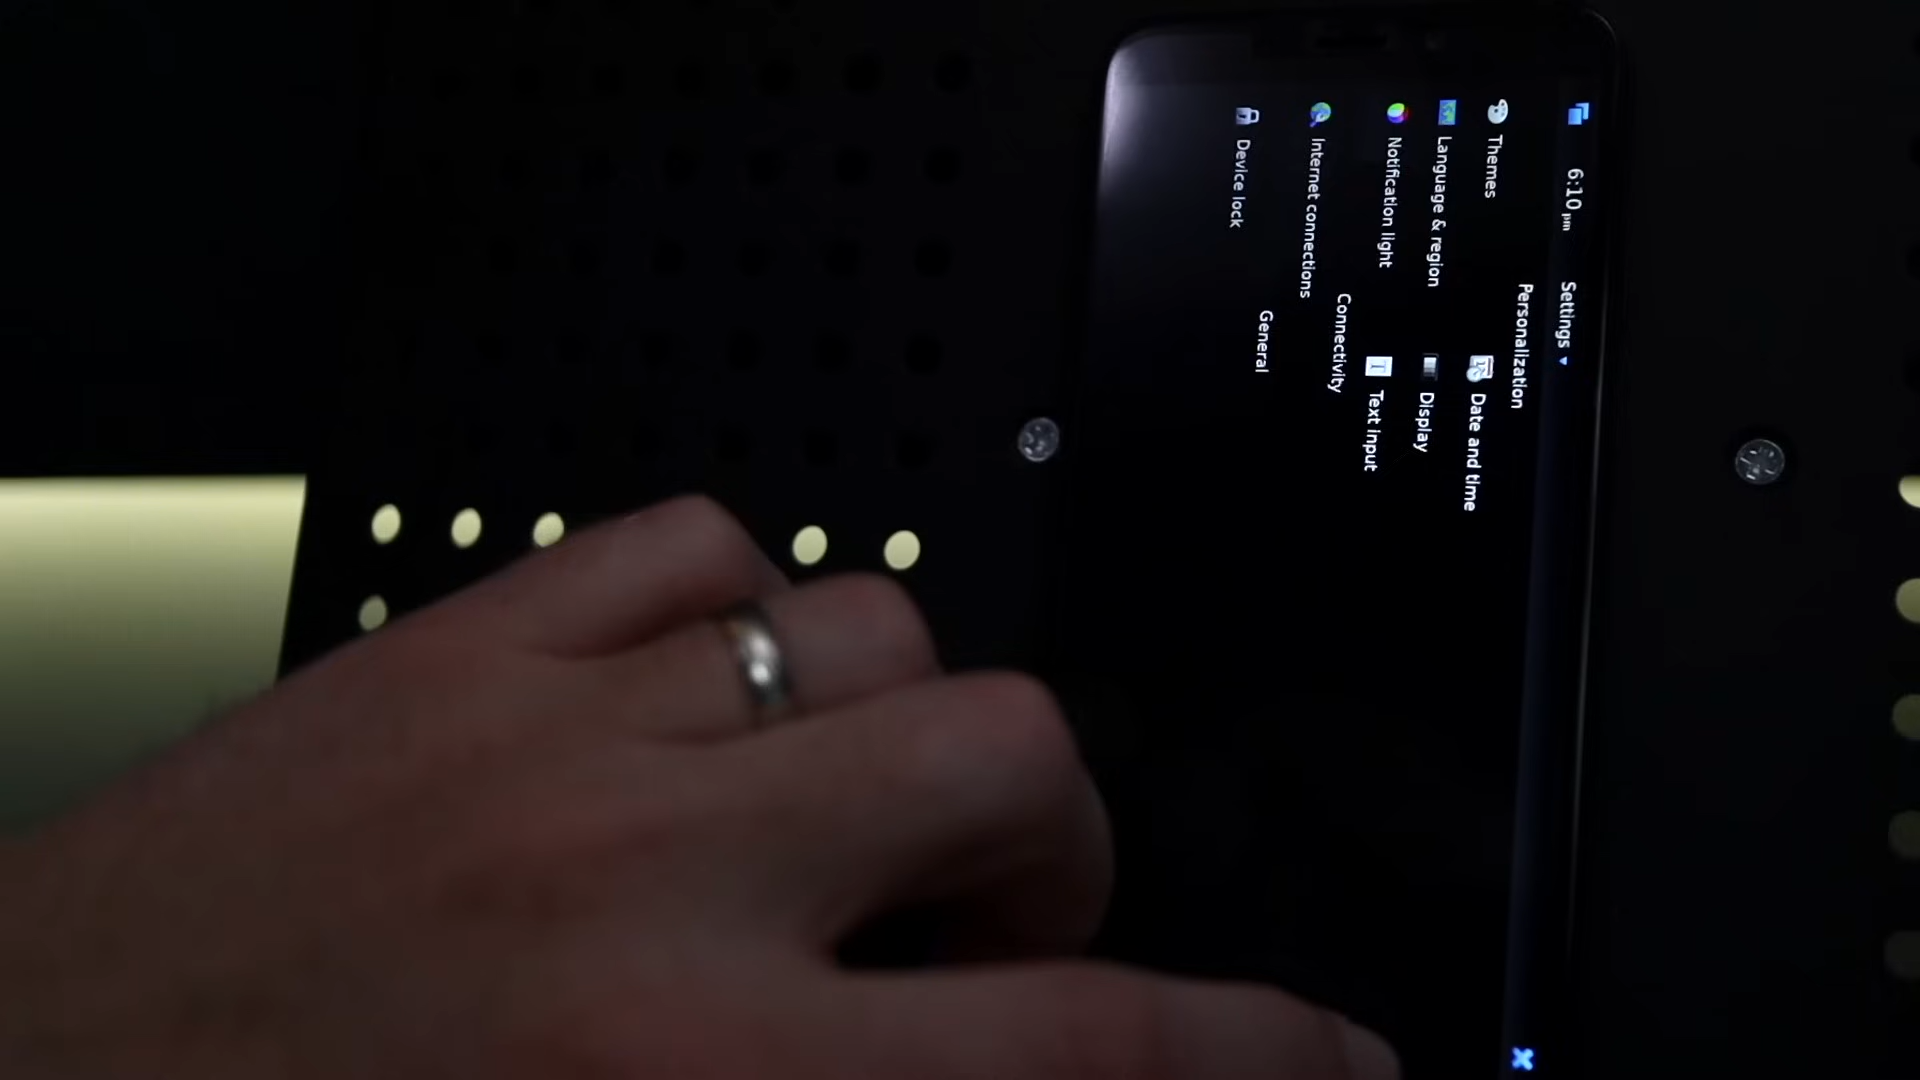 6:10 pm Settings
Personalization
Themes Date and time
Language & region Display
Notification light Text input
Connectivity
Internet connections
General
Device lock